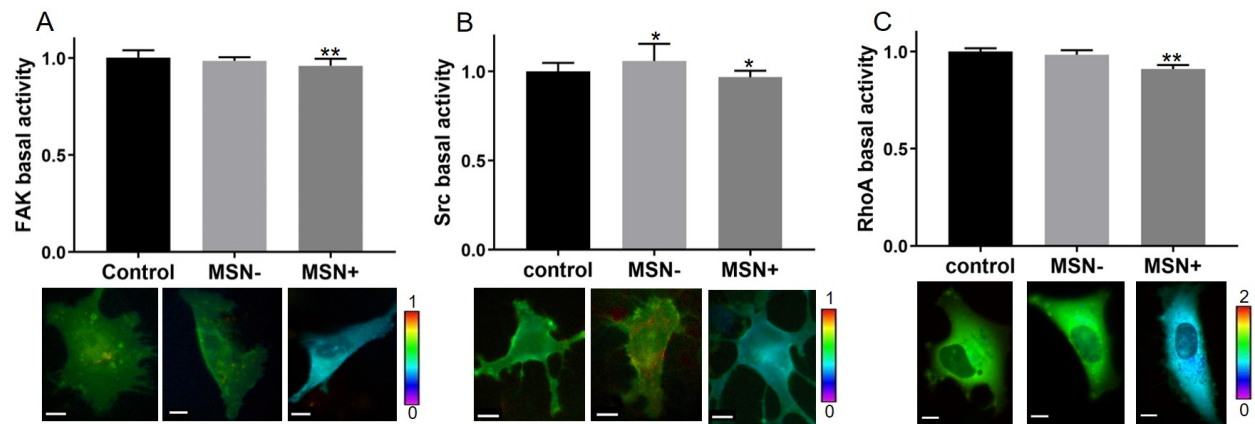 A
FAK basal activity
1.0
0.5
0.0
**
Control MSN- MSN+
1
0
B
Src basal activity
1.0
0.5
0.0
* *
control MSN- MSN+
1
0
C
RhoA basal activity
1.0
0.5
0.0
**
control MSN- MSN+
2
0